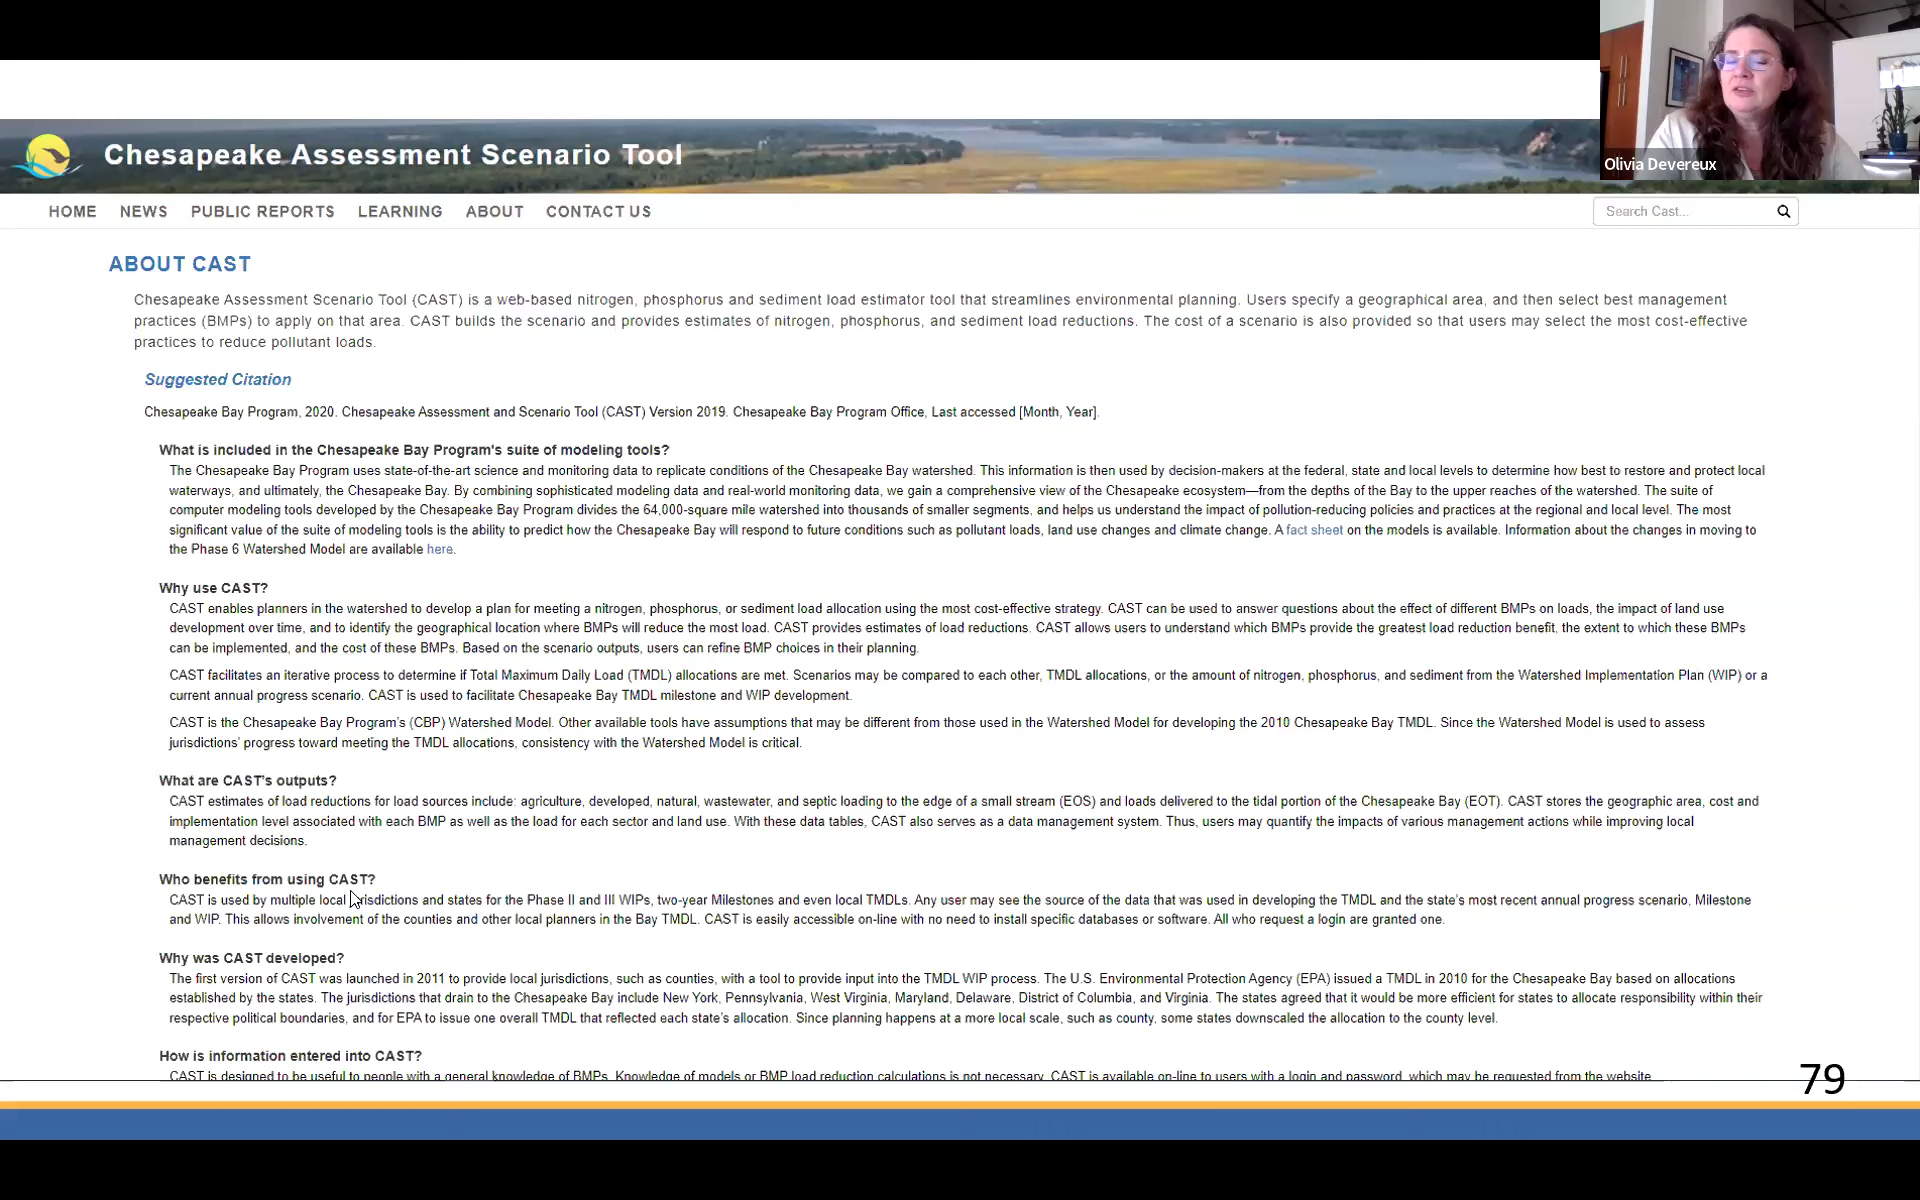 Olivia Devereux
Chesapeake Assessment Scenario Tool
HOME NEWS PUBLIC REPORTS LEARNING ABOUT CONTACT US
Search Cast...
ABOUT CAST
Chesapeake Assessment Scenario Tool (CAST) is a web-based nitrogen, phosphorus and sediment load estimator tool that streamlines environmental planning. Users specify a geographical area, and then select best management
practices (BMPs) to apply on that area. CAST builds the scenario and provides estimates of nitrogen, phosphorus, and sediment load reductions. The cost of a scenario is also provided so that users may select the most cost-effective
practices to reduce pollutant loads.
Suggested Citation
Chesapeake Bay Program, 2020. Chesapeake Assessment and Scenario Tool (CAST) Version 2019. Chesapeake Bay Program Office, Last accessed [Month, Year].
What is included in the Chesapeake Bay Program's suite of modeling tools?
The Chesapeake Bay Program uses state-of-the-art science and monitoring data to replicate conditions of the Chesapeake Bay watershed. This information is then used by decision-makers at the federal, state and local levels to determine how best to restore and protect local
waterways, and ultimately, the Chesapeake Bay. By combining sophisticated modeling data and real-world monitoring data, we gain a comprehensive view of the Chesapeake ecosystem—from the depths of the Bay to the upper reaches of the watershed. The suite of
computer modeling tools developed by the Chesapeake Bay Program divides the 64,000-square mile watershed into thousands of smaller segments, and helps us understand the impact of pollution-reducing policies and practices at the regional and local level. The most
significant value of the suite of modeling tools is the ability to predict how the Chesapeake Bay will respond to future conditions such as pollutant loads, land use changes and climate change. A fact sheet on the models is available. Information about the changes in moving to
the Phase 6 Watershed Model are available here.
Why use CAST?
CAST enables planners in the watershed to develop a plan for meeting a nitrogen, phosphorus, or sediment load allocation using the most cost-effective strategy. CAST can be used to answer questions about the effect of different BMPs on loads, the impact of land use
development over time, and to identify the geographical location where BMPs will reduce the most load. CAST provides estimates of load reductions. CAST allows users to understand which BMPs provide the greatest load reduction benefit, the extent to which these BMPs
can be implemented, and the cost of these BMPs. Based on the scenario outputs, users can refine BMP choices in their planning.
CAST facilitates an iterative process to determine if Total Maximum Daily Load (TMDL) allocations are met. Scenarios may be compared to each other, TMDL allocations, or the amount of nitrogen, phosphorus, and sediment from the Watershed Implementation Plan (WIP) or a
current annual progress scenario. CAST is used to facilitate Chesapeake Bay TMDL milestone and WIP development.
CAST is the Chesapeake Bay Program's (CBP) Watershed Model. Other available tools have assumptions that may be different from those used in the Watershed Model for developing the 2010 Chesapeake Bay TMDL. Since the Watershed Model is used to assess
jurisdictions' progress toward meeting the TMDL allocations, consistency with the Watershed Model is critical.
What are CAST's outputs?
CAST estimates of load reductions for load sources include: agriculture, developed, natural, wastewater, and septic loading to the edge of a small stream (EOS) and loads delivered to the tidal portion of the Chesapeake Bay (EOT). CAST stores the geographic area, cost and
implementation level associated with each BMP as well as the load for each sector and land use. With these data tables, CAST also serves as a data management system. Thus, users may quantify the impacts of various management actions while improving local
management decisions.
Who benefits from using CAST?
CAST is used by multiple local jurisdictions and states for the Phase II and III WIPs, two-year Milestones and even local TMDLs. Any user may see the source of the data that was used in developing the TMDL and the state's most recent annual progress scenario, Milestone
and WIP. This allows involvement of the counties and other local planners in the Bay TMDL. CAST is easily accessible on-line with no need to install specific databases or software. All who request a login are granted one.
Why was CAST developed?
The first version of CAST was launched in 2011 to provide local jurisdictions, such as counties, with a tool to provide input into the TMDL WIP process. The U.S. Environmental Protection Agency (EPA) issued a TMDL in 2010 for the Chesapeake Bay based on allocations
established by the states. The jurisdictions that drain to the Chesapeake Bay include New York, Pennsylvania, West Virginia, Maryland, Delaware, District of Columbia, and Virginia. The states agreed that it would be more efficient for states to allocate responsibility within their
respective political boundaries, and for EPA to issue one overall TMDL that reflected each state's allocation. Since planning happens at a more local scale, such as county, some states downscaled the allocation to the county level.
How is information entered into CAST?
CAST is designed to be useful to people with a general knowledge of BMPs. Knowledge of models or BMP load reduction calculations is not necessary. CAST is available on-line to users with a login and password, which may be requested from the website.
79